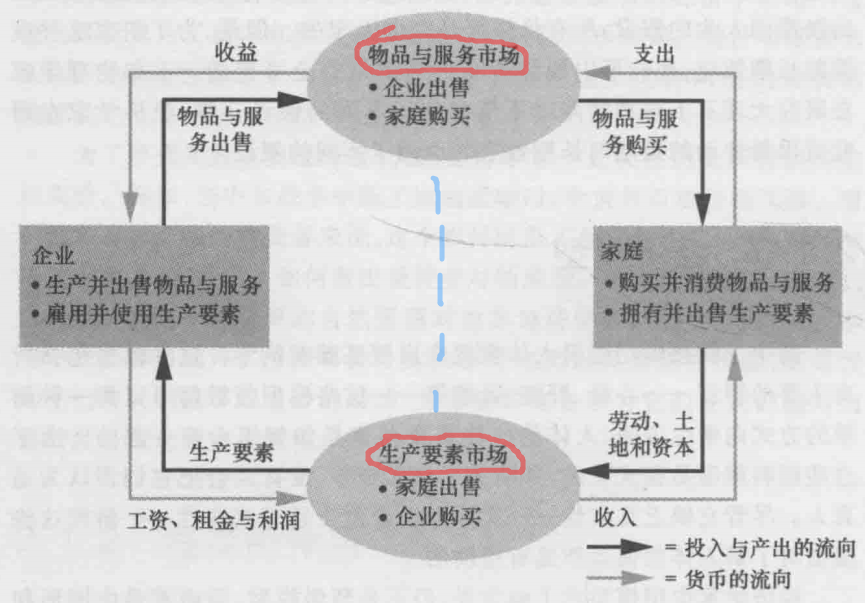 收益
物品与服务市场
• 企业出售
• 家庭购买
支出
物品与服
务出售
物品与服
务购买
企业
• 生产并出售物品与服务
• 雇用并使用生产要素
家庭
• 购买并消费物品与服务
• 拥有并出售生产要素
生产要素
生产要素市场
• 家庭出售
• 企业购买
劳动、土
地和资本
工资、租金与利润
收入
= 投入与产出的流向
= 货币的流向